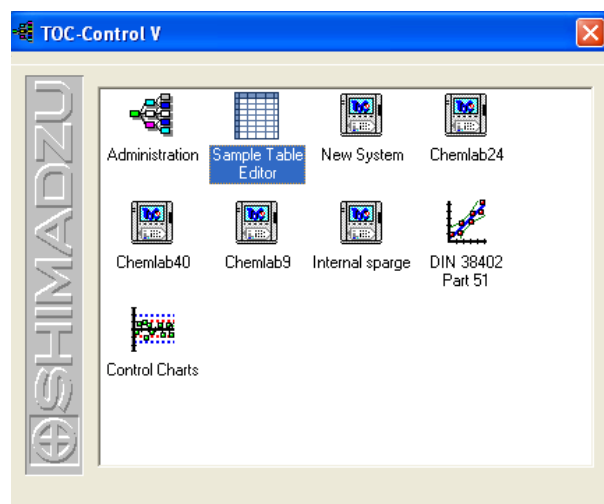 TOC-Control V
SHIMADZU
Administration
Sample Table
Editor
New System
Chemlab24
Chemlab40
Chemlab9
Internal sparge
DIN 38402
Part 51
Control Charts